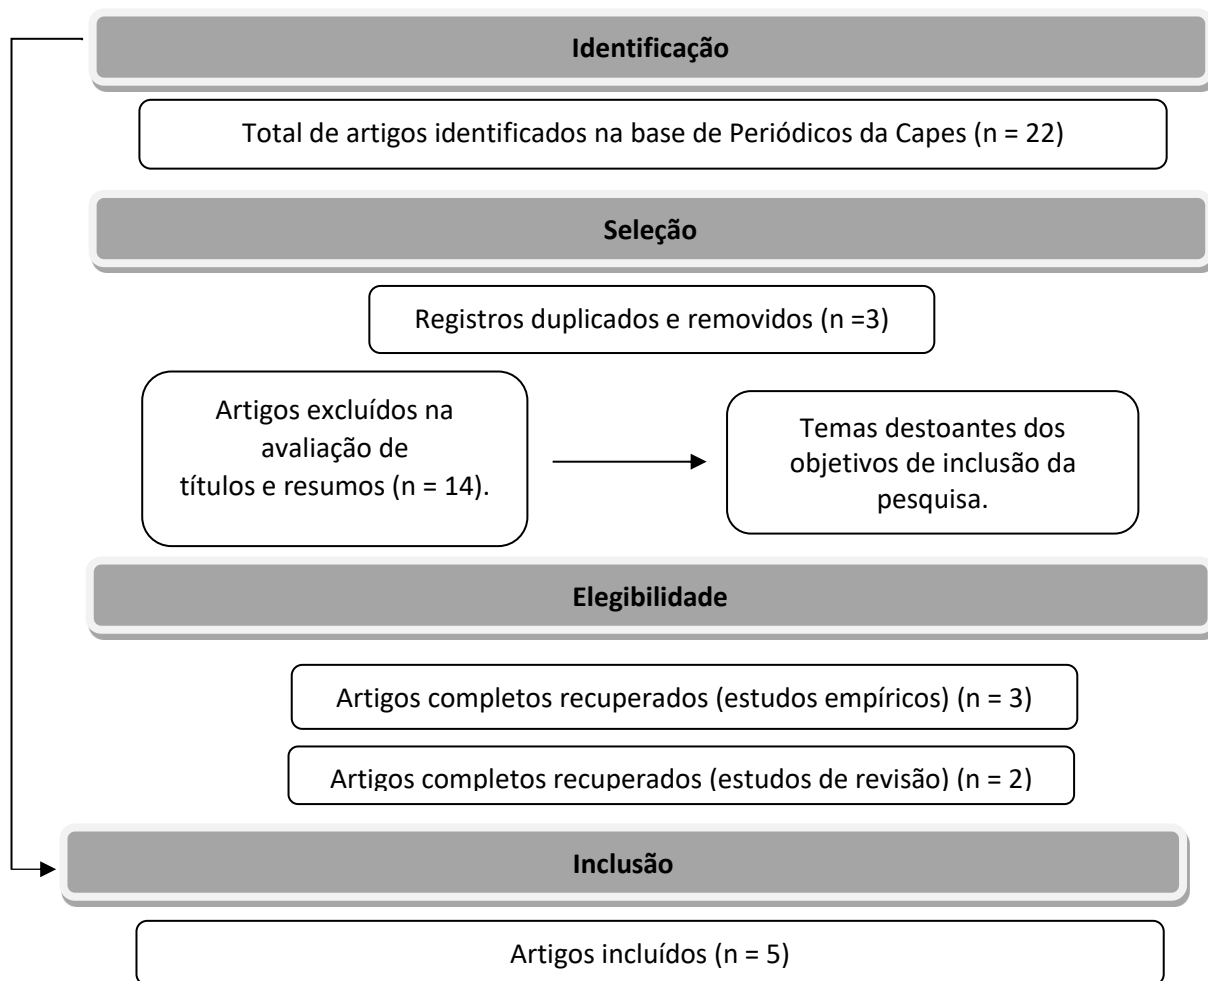 Identificação
Total de artigos identificados na base de Periódicos da Capes (n = 22)
Seleção
Registros duplicados e removidos (n =3)
Artigos excluídos na
avaliação de
títulos e resumos (n = 14).
Temas destoantes dos
objetivos de inclusão da
pesquisa.
Elegibilidade
Artigos completos recuperados (estudos empíricos) (n = 3)
Artigos completos recuperados (estudos de revisão) (n = 2)
Inclusão
Artigos incluídos (n = 5)